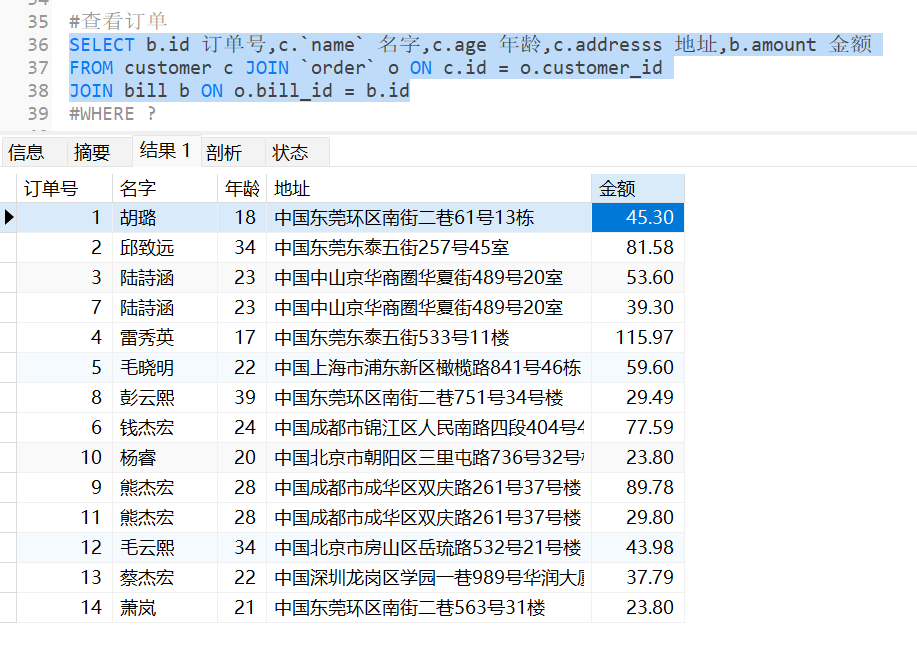 35 #查看订单
36 SELECT b.id 订单号,c.`name` 名字,c.age 年龄,c.addresss 地址,b.amount 金额
37 FROM customer c JOIN `order` o ON c.id = o.customer_id
38 JOIN bill b ON o.bill_id = b.id
39 #WHERE ?
信息 摘要 结果 1 剖析 状态
订单号 名字 年龄 地址 金额
1 胡璐 18 中国东莞环区南街二巷61号13栋 45.30
2 邱致远 34 中国东莞东泰五街257号45室 81.58
3 陆詩涵 23 中国中山京华商圈华夏街489号20室 53.60
7 陆詩涵 23 中国中山京华商圈华夏街489号20室 39.30
4 雷秀英 17 中国东莞东泰五街533号11楼 115.97
5 毛晓明 22 中国上海市浦东新区橄榄路841号46栋 59.60
8 彭云熙 39 中国东莞环区南街二巷751号34号楼 29.49
6 钱杰宏 24 中国成都市锦江区人民南路四段404号4 77.59
10 杨睿 20 中国北京市朝阳区三里屯路736号32号 23.80
9 熊杰宏 28 中国成都市成华区双庆路261号37号楼 89.78
11 熊杰宏 28 中国成都市成华区双庆路261号37号楼 29.80
12 毛云熙 34 中国北京市房山区岳琉路532号21号楼 43.98
13 蔡杰宏 22 中国深圳龙岗区学园一巷989号华润大厦 37.79
14 萧岚 21 中国东莞环区南街二巷563号31楼 23.80